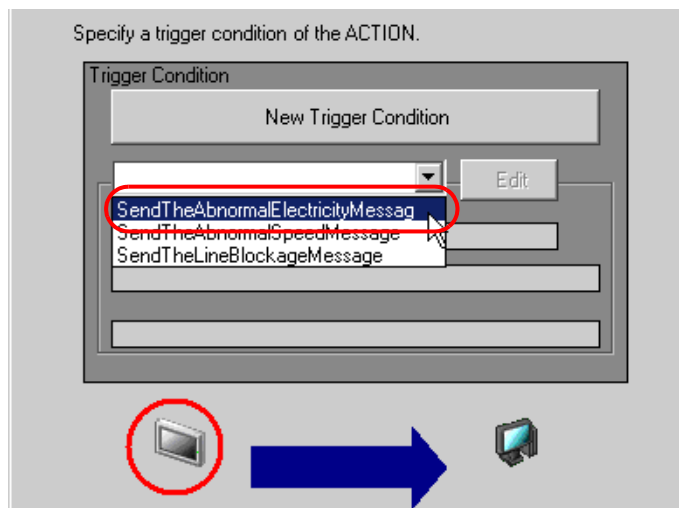 Specify a trigger condition of the ACTION.
Trigger Condition
New Trigger Condition
Edit
SendTheAbnormalElectricityMessag
SendTheAbnormalSpeedMessage
SendTheLineBlockageMessage